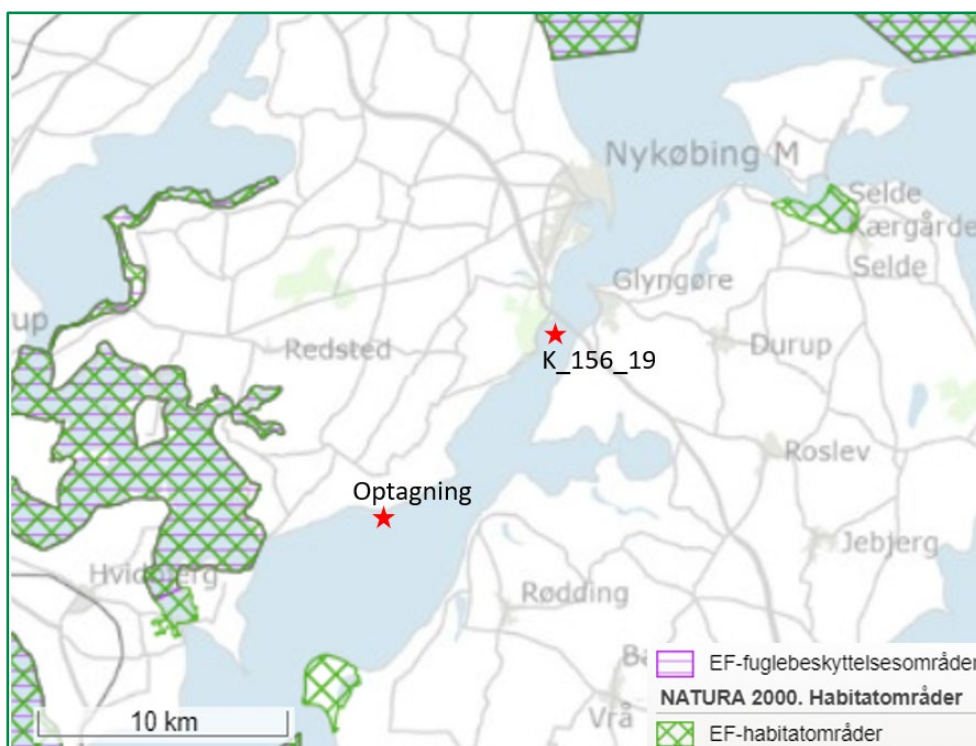 Nykøbing M
Selde
Kærgårde
Selde
Glyngøre
up
Redsted
K_156_19
Durup
Roslev
Optagning
Jebjerg
Hvidbjerg
Rødding
EF-fuglebeskyttelsesområder
NATURA 2000. Habitatområder
Vrå
EF-habitatområder
10 km